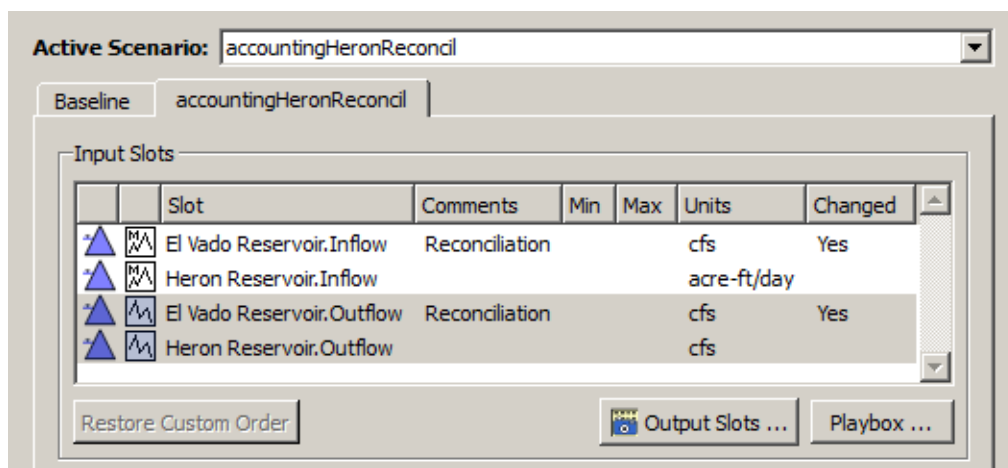 Active Scenario: accountingHeronReconcil
Baseline accountingHeronReconcil
Input Slots
Slot Comments Min Max Units Changed
El Vado Reservoir.Inflow Reconciliation cfs Yes
Heron Reservoir.Inflow acre-ft/day
El Vado Reservoir.Outflow Reconciliation cfs Yes
Heron Reservoir.Outflow cfs
Restore Custom Order Output Slots ... Playbox ...